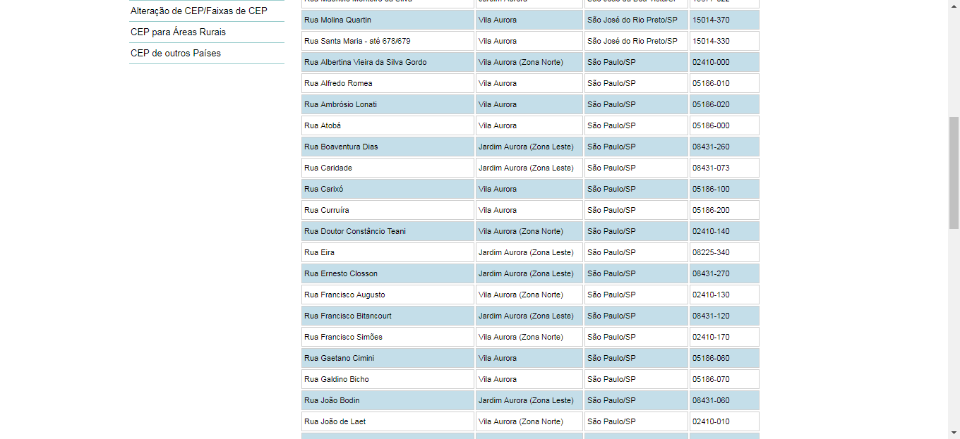 Alteração de CEP/Faixas de CEP
CEP para Áreas Rurais
CEP de outros Países
Rua Molina Quartin Vila Aurora São José do Rio Preto/SP 15014-370
Rua Santa Maria - até 678/679 Vila Aurora São José do Rio Preto/SP 15014-330
Rua Albertina Vieira da Silva Gordo Vila Aurora (Zona Norte) São Paulo/SP 02410-000
Rua Alfredo Romea Vila Aurora São Paulo/SP 05186-010
Rua Ambrósio Lonati Vila Aurora São Paulo/SP 05186-020
Rua Atobá Vila Aurora São Paulo/SP 05186-000
Rua Boaventura Dias Jardim Aurora (Zona Leste) São Paulo/SP 08431-260
Rua Caridade Jardim Aurora (Zona Leste) São Paulo/SP 08431-073
Rua Carixó Vila Aurora São Paulo/SP 05186-100
Rua Curruíra Vila Aurora São Paulo/SP 05186-200
Rua Doutor Constâncio Teani Vila Aurora (Zona Norte) São Paulo/SP 02410-140
Rua Eira Jardim Aurora (Zona Leste) São Paulo/SP 08225-340
Rua Ernesto Closson Jardim Aurora (Zona Leste) São Paulo/SP 08431-270
Rua Francisco Augusto Vila Aurora (Zona Norte) São Paulo/SP 02410-130
Rua Francisco Bitancourt Jardim Aurora (Zona Leste) São Paulo/SP 08431-120
Rua Francisco Simões Vila Aurora (Zona Norte) São Paulo/SP 02410-170
Rua Gaetano Cimini Vila Aurora São Paulo/SP 05186-060
Rua Galdino Bicho Vila Aurora São Paulo/SP 05186-070
Rua João Bodin Jardim Aurora (Zona Leste) São Paulo/SP 08431-060
Rua João de Laet Vila Aurora (Zona Norte) São Paulo/SP 02410-010